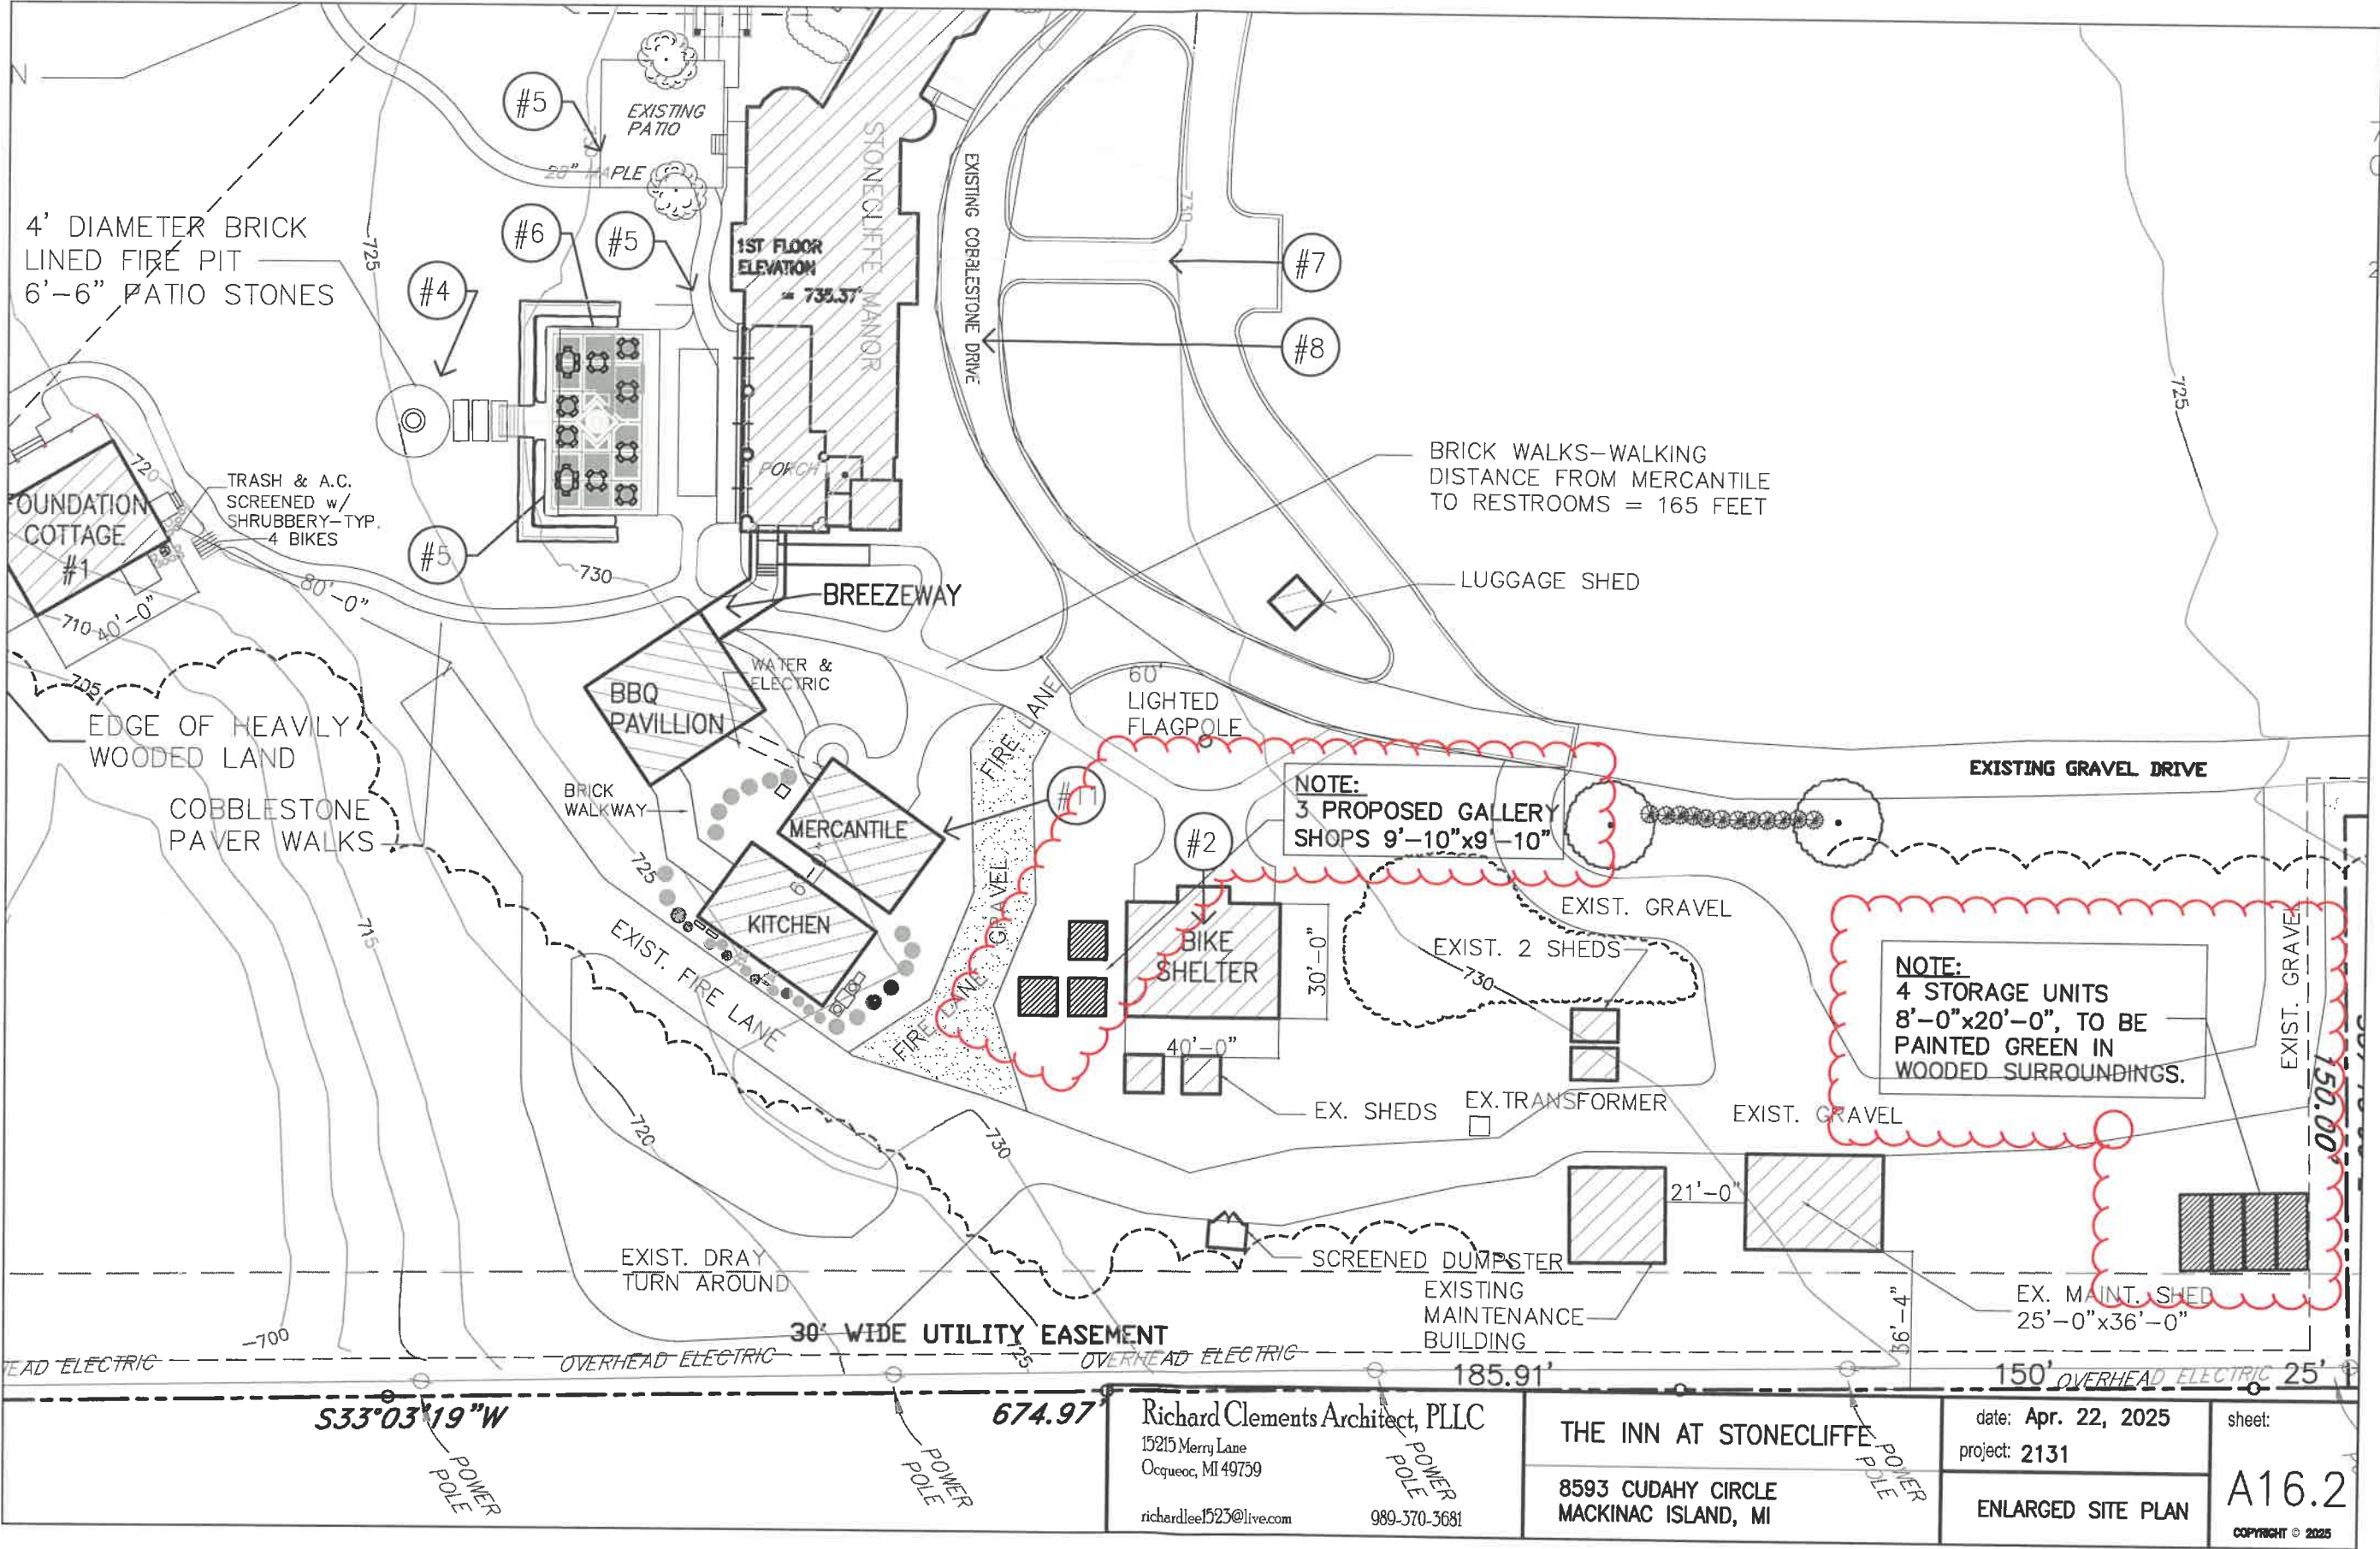 N
#5
EXISTING
PATIO
28" MAPLE
4' DIAMETER BRICK
LINED FIRE PIT
6'-6" PATIO STONES
725
#4
#6
#5
1ST FLOOR
ELEVATION
= 735.37'
STONECLIFFE MANOR
EXISTING COBBLESTONE DRIVE
730
#7
#8
725
PORCH
BRICK WALKS-WALKING
DISTANCE FROM MERCANTILE
TO RESTROOMS = 165 FEET
LUGGAGE SHED
720
TRASH & A.C.
SCREENED w/
SHRUBBERY-TYP.
4 BIKES
OUNDATION
COTTAGE
#1
#5
80'-0"
730
BREEZEWAY
710
40'-0"
705
EDGE OF HEAVILY
WOODED LAND
COBBLESTONE
PAVER WALKS
BBQ
PAVILLION
WATER &
ELECTRIC
60'
LIGHTED
FLAGPOLE
FIRE LANE
BRICK
WALKWAY
MERCANTILE
6'
KITCHEN
725
EXIST. FIRE LANE
GRAVEL
FIRE LANE
NOTE:
3 PROPOSED GALLERY
SHOPS 9'-10"x9'-10"
#2
BIKE
SHELTER
30'-0"
40'-0"
EXISTING GRAVEL DRIVE
EXIST. GRAVEL
EXIST. 2 SHEDS
730
EX. SHEDS
EX.TRANSFORMER
EXIST. GRAVEL
EXIST. GRAVEL
NOTE:
4 STORAGE UNITS
8'-0"x20'-0", TO BE
PAINTED GREEN IN
WOODED SURROUNDINGS.
150.00'
715
720
730
21'-0"
EXIST. DRAY
TURN AROUND
SCREENED DUMPSTER
EXISTING
MAINTENANCE
BUILDING
EX. MAINT. SHED
25'-0"x36'-0"
36'-4"
700
30' WIDE UTILITY EASEMENT
725
EAD ELECTRIC
OVERHEAD ELECTRIC
OVERHEAD ELECTRIC
185.91'
150'
OVERHEAD ELECTRIC
25'
S33°03'19"W
674.97'
POWER
POLE
POWER
POLE
POWER
POLE
POWER
POLE
Richard Clements Architect, PLLC
15215 Merry Lane
Ocqueoc, MI 49759
richardlee1523@live.com
989-370-3681
THE INN AT STONECLIFFE
8593 CUDAHY CIRCLE
MACKINAC ISLAND, MI
date: Apr. 22, 2025
project: 2131
ENLARGED SITE PLAN
sheet:
A16.2
COPYRIGHT © 2025